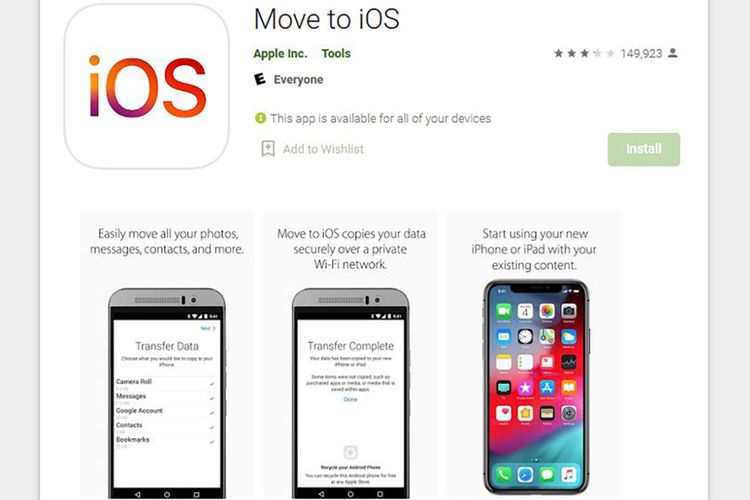 iOS
Move to iOS
Apple Inc. Tools
149,923
E
Everyone
This app is available for all of your devices
Add to Wishlist
Install
Easily move all your photos,
messages, contacts, and more.
Next
Transfer Data
Choose what you would like to copy to your
iPhone.
Camera Roll
Messages
Google Account
Contacts
Bookmarks
Move to iOS copies your data
securely over a private
Wi-Fi network.
9:41
Transfer Complete
Your data has been copied to your new
iPhone or iPad.
Some items were not copied, such as
purchased apps or media, or media that is
saved within apps.
Done
Recycle your Android Phone
You can recycle this Android phone for free
at any Apple Store.
Start using your new
iPhone or iPad with your
existing content.